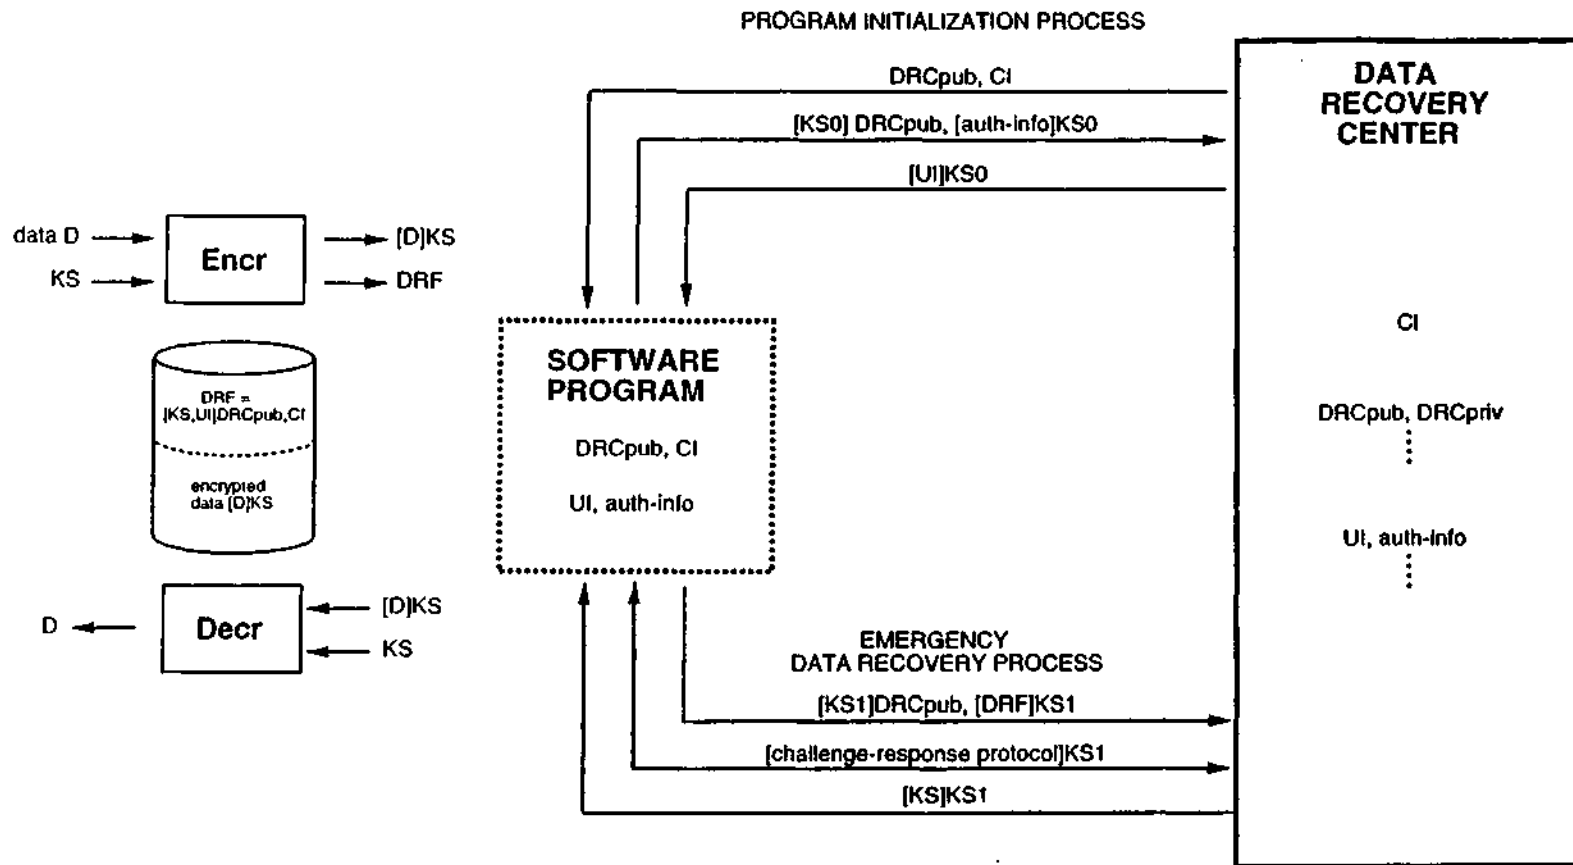 PROGRAM INITIALIZATION PROCESS
DRCpub, CI
[KS0] DRCpub, [auth-info]KS0
[UI]KS0
DATA
RECOVERY
CENTER
CI
DRCpub, DRCpriv
UI, auth-info
data D
KS
Encr
[D]KS
DRF
DRF =
[KS,UI]DRCpub,CI
encrypted
data [D]KS
D
Decr
[D]KS
KS
SOFTWARE
PROGRAM
DRCpub, CI
UI, auth-info
EMERGENCY
DATA RECOVERY PROCESS
[KS1]DRCpub, [DRF]KS1
[challenge-response protocol]KS1
[KS]KS1